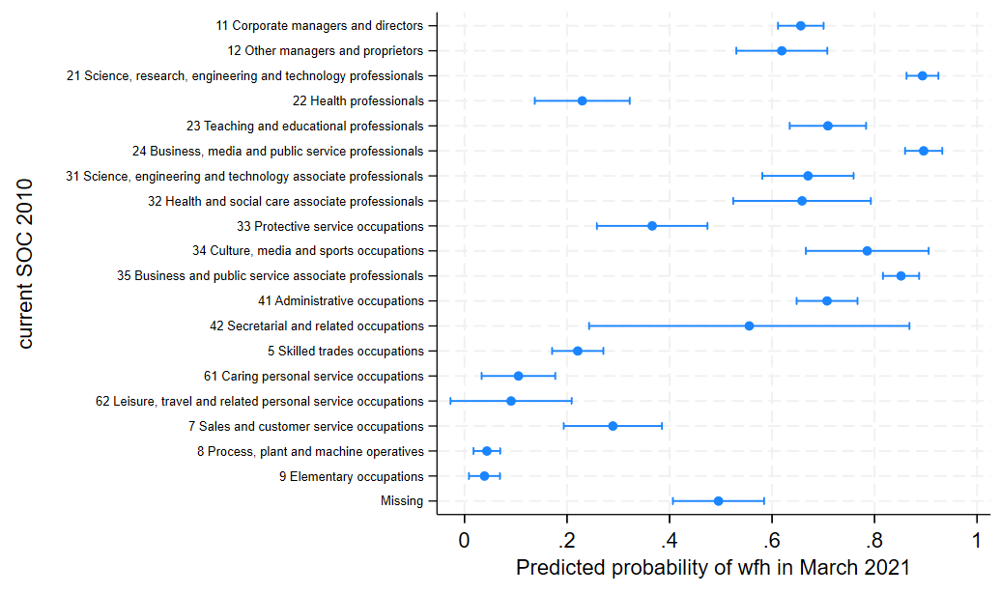 11 Corporate managers and directors
12 Other managers and proprietors
21 Science, research, engineering and technology professionals
22 Health professionals
23 Teaching and educational professionals
24 Business, media and public service professionals
31 Science, engineering and technology associate professionals
32 Health and social care associate professionals
33 Protective service occupations
34 Culture, media and sports occupations
35 Business and public service associate professionals
41 Administrative occupations
42 Secretarial and related occupations
5 Skilled trades occupations
61 Caring personal service occupations
62 Leisure, travel and related personal service occupations
7 Sales and customer service occupations
8 Process, plant and machine operatives
9 Elementary occupations
Missing
current SOC 2010
0 .2 .4 .6 .8 1
Predicted probability of wfh in March 2021